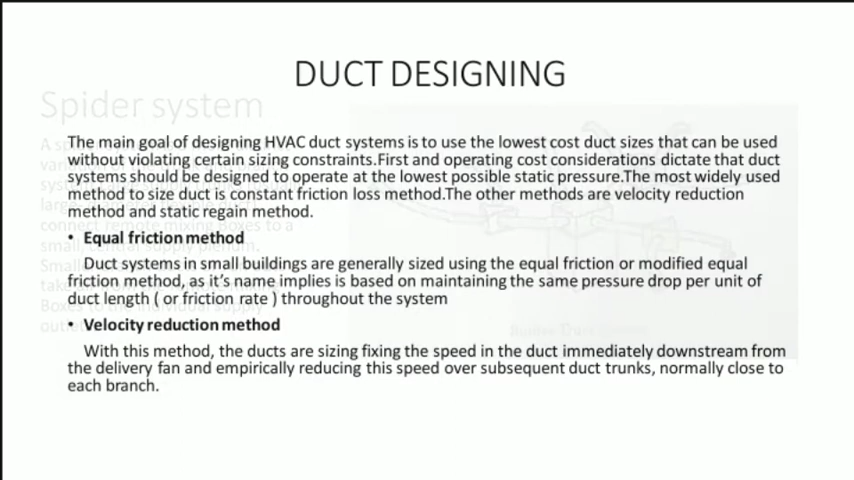 DUCT DESIGNING
Spider system
The main goal of designing HVAC duct systems is to use the lowest cost duct sizes that can be used
without violating certain sizing constraints.First and operating cost considerations dictate that duct
systems should be designed to operate at the lowest possible static pressure.The most widely used
method to size duct is constant friction loss method.The other methods are velocity reduction
method and static regain method.
• Equal friction method
Duct systems in small buildings are generally sized using the equal friction or modified equal
friction method, as it's name implies is based on maintaining the same pressure drop per unit of
duct length ( or friction rate ) throughout the system
• Velocity reduction method
With this method, the ducts are sizing fixing the speed in the duct immediately downstream from
the delivery fan and empirically reducing this speed over subsequent duct trunks, normally close to
each branch.